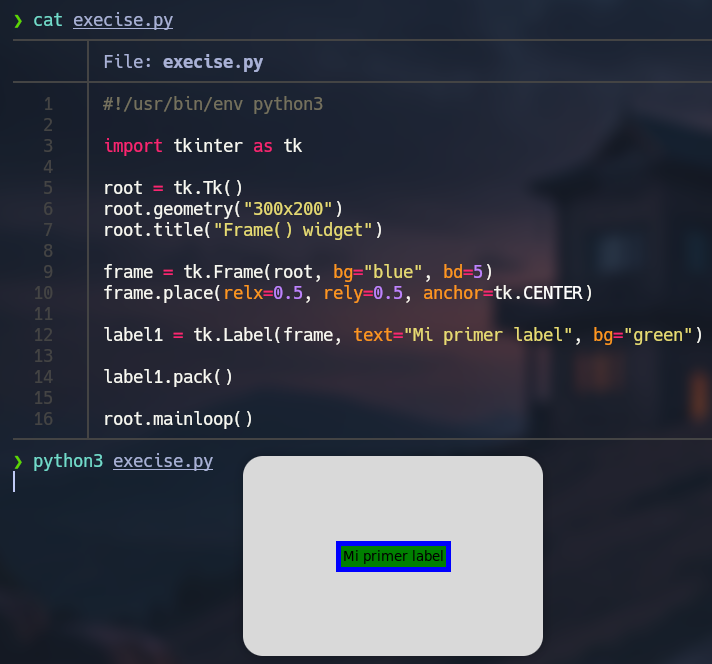 ❯ cat execise.py
File: execise.py
1 #!/usr/bin/env python3
2
3 import tkinter as tk
4
5 root = tk.Tk()
6 root.geometry("300x200")
7 root.title("Frame() widget")
8
9 frame = tk.Frame(root, bg="blue", bd=5)
10 frame.place(relx=0.5, rely=0.5, anchor=tk.CENTER)
11
12 label1 = tk.Label(frame, text="Mi primer label", bg="green")
13
14 label1.pack()
15
16 root.mainloop()
❯ python3 execise.py
Mi primer label